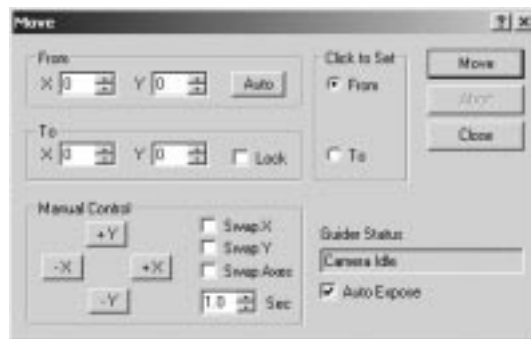 Move
From
X 0 Y 0 Auto
To
X 0 Y 0 Lock
Click to Set
From
To
Move
Abort
Close
Manual Control
+Y
-X +X
-Y
Swap X
Swap Y
Swap Axes
1.0 Sec
Guider Status
Camera Idle
Auto Expose